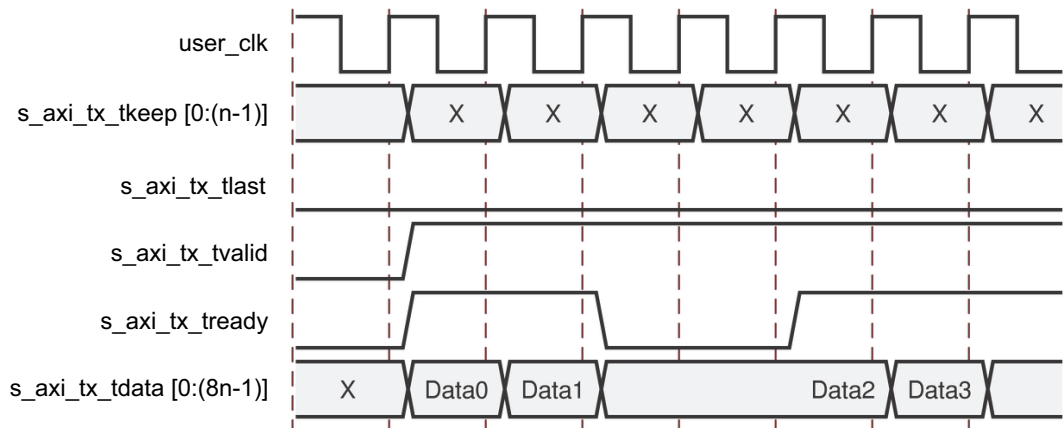 user_clk
s_axi_tx_tkeep [0:(n-1)] X X X X X X X
s_axi_tx_tlast
s_axi_tx_tvalid
s_axi_tx_tready
s_axi_tx_tdata [0:(8n-1)] X Data0 Data1 Data2 Data3